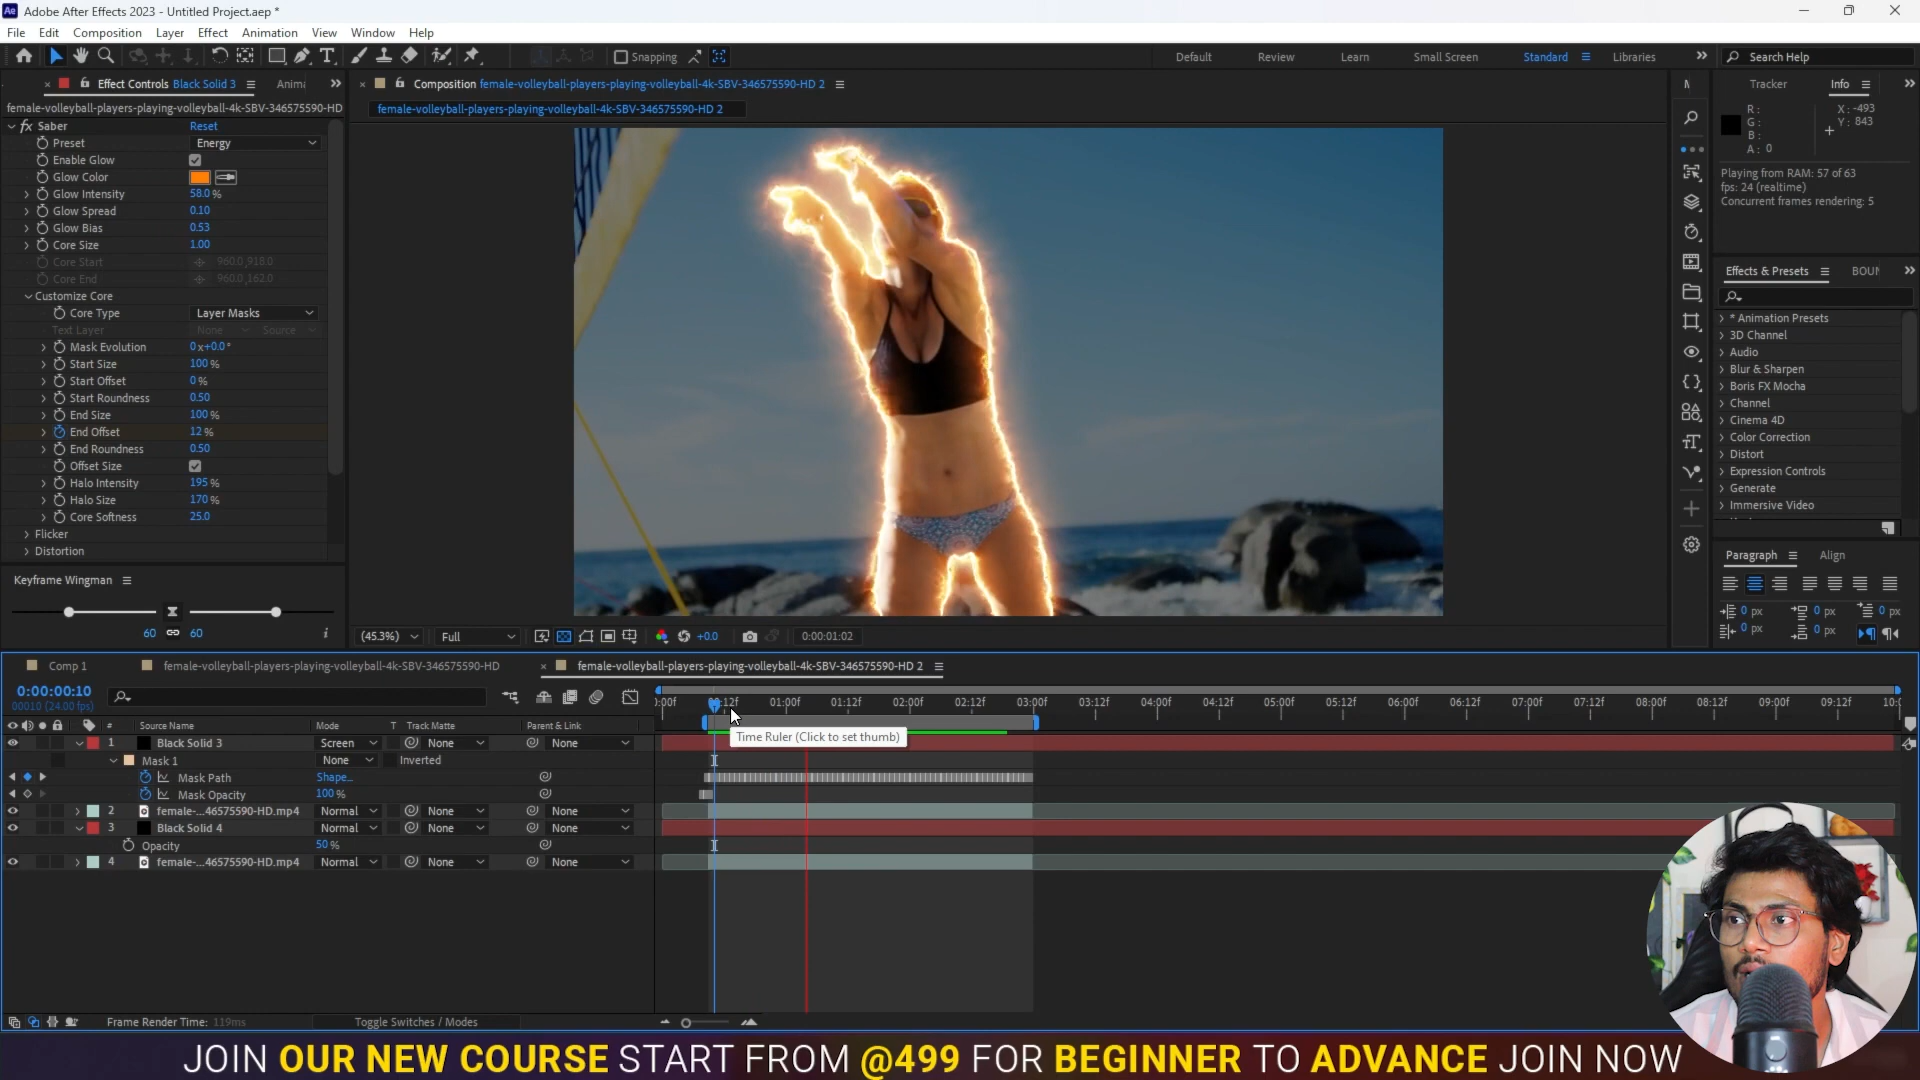 Ae Adobe After Effects 2023 - Untitled Project.aep *
File Edit Composition Layer Effect Animation View Window Help
Snapping Default Review Learn Small Screen Standard Libraries Search Help
Effect Controls Black Solid 3
Composition female-volleyball-players-playing-volleyball-4k-SBV-346575590-HD 2
Tracker Info
female-volleyball-players-playing-volleyball-4k-SBV-346575590-HD
female-volleyball-players-playing-volleyball-4k-SBV-346575590-HD 2
fx Saber Reset
Preset Energy
Enable Glow
Glow Color
Glow Intensity 58.0 %
Glow Spread 0.10
Glow Bias 0.53
Core Size 1.00
Core Start 960.0,918.0
Core End 960.0,162.0
Customize Core
Core Type Layer Masks
Text Layer None Source
Mask Evolution 0x+0.0°
Start Size 100 %
Start Offset 0 %
Start Roundness 0.50
End Size 100 %
End Offset 12 %
End Roundness 0.50
Offset Size
Halo Intensity 195 %
Halo Size 170 %
Core Softness 25.0
Flicker
Distortion
Keyframe Wingman
60 60 i
R: X: -493
G: Y: 843
B:
A: 0
Playing from RAM: 57 of 63
fps: 24 (realtime)
Concurrent frames rendering: 5
Effects & Presets
* Animation Presets
3D Channel
Audio
Blur & Sharpen
Boris FX Mocha
Channel
Cinema 4D
Color Correction
Distort
Expression Controls
Generate
Immersive Video
Paragraph Align
0 px 0 px 0 px
0 px 0 px
(45.3%) Full +0.0 0:00:01:02
Comp 1 female-volleyball-players-playing-volleyball-4k-SBV-346575590-HD female-volleyball-players-playing-volleyball-4k-SBV-346575590-HD 2
0:00:00:10
00010 (24.00 fps)
:00f 12f 01:00f 01:12f 02:00f 02:12f 03:00f 03:12f 04:00f 04:12f 05:00f 05:12f 06:00f 06:12f 07:00f 07:12f 08:00f 08:12f 09:00f 09:12f
# Source Name Mode T Track Matte Parent & Link
Time Ruler (Click to set thumb)
1 Black Solid 3 Screen None None
Mask 1 None Inverted
Mask Path Shape...
Mask Opacity 100 %
2 female-...46575590-HD.mp4 Normal None None
3 Black Solid 4 Normal None None
Opacity 50 %
4 female-...46575590-HD.mp4 Normal None None
Frame Render Time: 119ms Toggle Switches / Modes
JOIN OUR NEW COURSE START FROM @499 FOR BEGINNER TO ADVANCE JOIN NOW